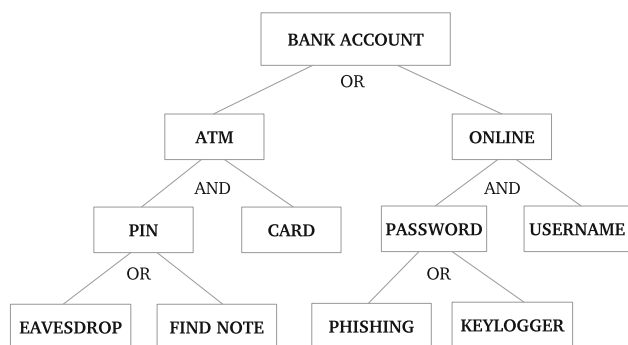 BANK ACCOUNT
OR
ATM
ONLINE
AND
AND
PIN
CARD
PASSWORD
USERNAME
OR
OR
EAVESDROP
FIND NOTE
PHISHING
KEYLOGGER